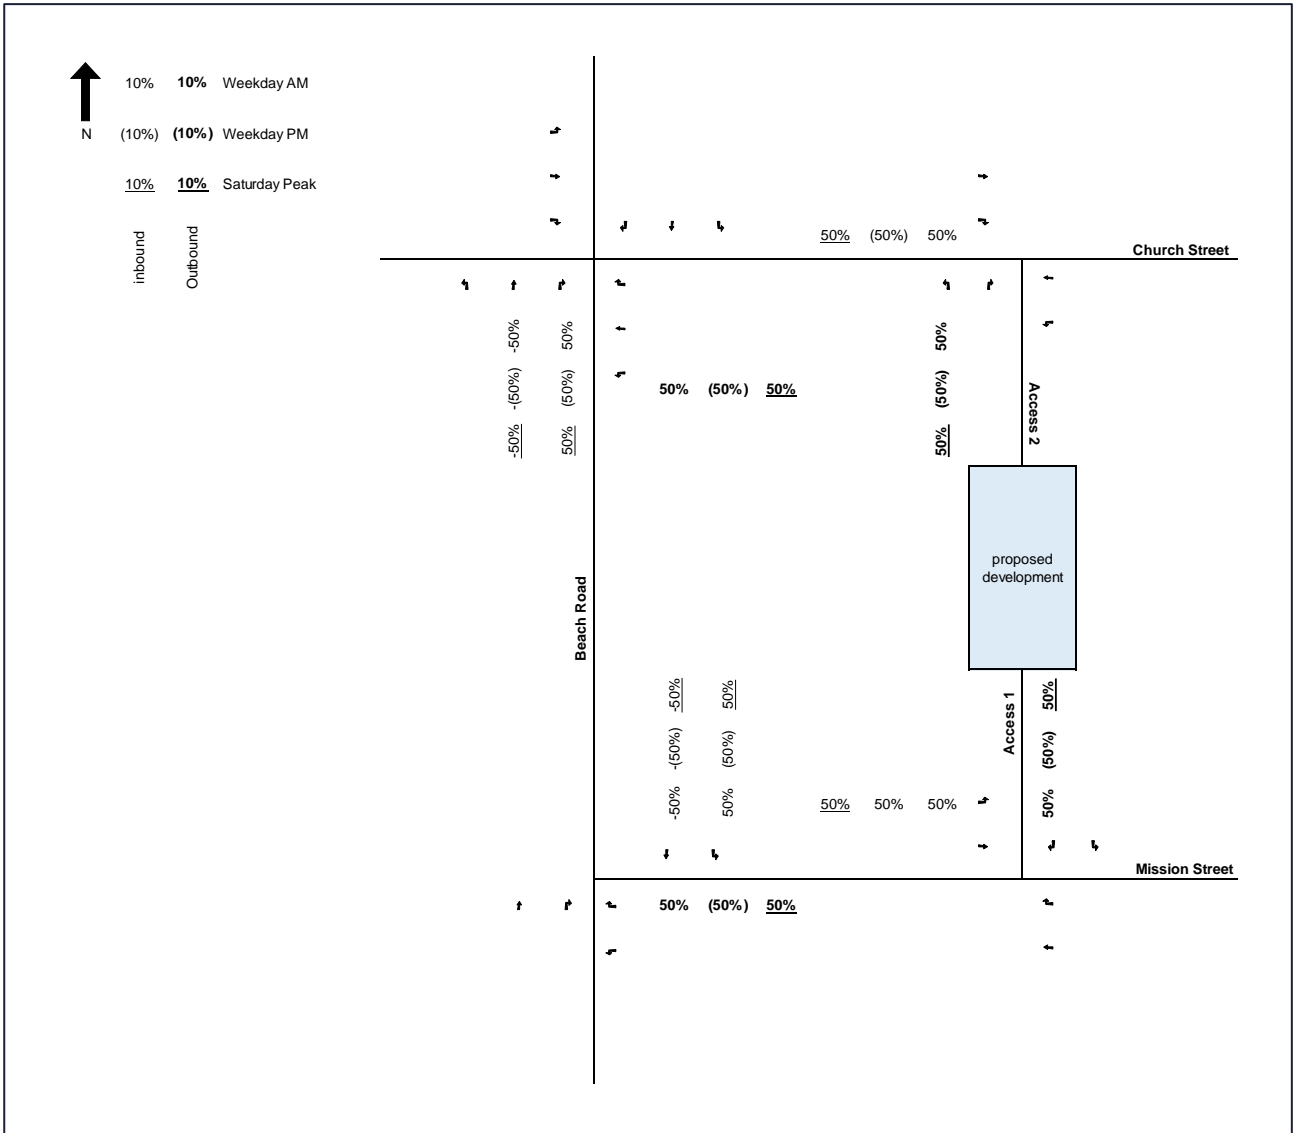 10% 10% Weekday AM
N (10%) (10%) Weekday PM
10% 10% Saturday Peak
inbound
Outbound
50% (50%) 50%
Church Street
-50% -(50%) -50%
50% (50%) 50%
50% (50%) 50%
50% (50%) 50%
Access 2
proposed
development
Beach Road
-50% -(50%) -50%
50% (50%) 50%
Access 1
50% (50%) 50%
50% 50% 50%
Mission Street
50% (50%) 50%